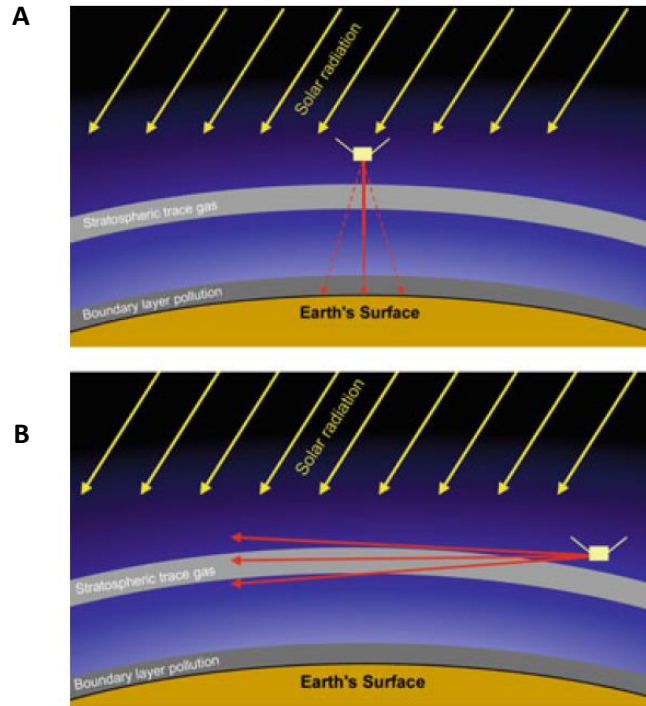 A
Solar radiation
Stratospheric trace gas
Boundary layer pollution
Earth's Surface
B
Solar radiation
Stratospheric trace gas
Boundary layer pollution
Earth's Surface